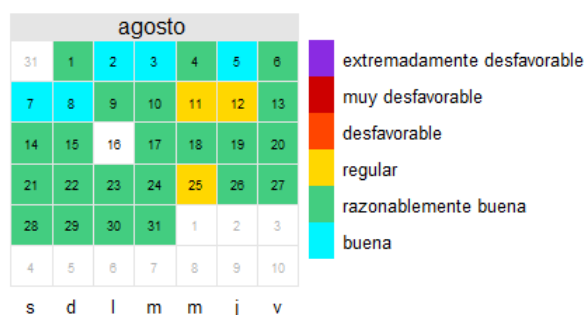 agosto
31 1 2 3 4 5 6
7 8 9 10 11 12 13
14 15 16 17 18 19 20
21 22 23 24 25 26 27
28 29 30 31 1 2 3
4 5 6 7 8 9 10
s d l m m j v
extremadamente desfavorable
muy desfavorable
desfavorable
regular
razonablemente buena
buena